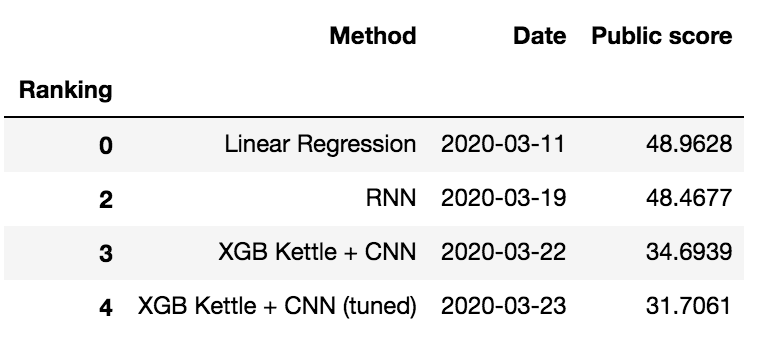 Method Date Public score
Ranking
0 Linear Regression 2020-03-11 48.9628
2 RNN 2020-03-19 48.4677
3 XGB Kettle + CNN 2020-03-22 34.6939
4 XGB Kettle + CNN (tuned) 2020-03-23 31.7061